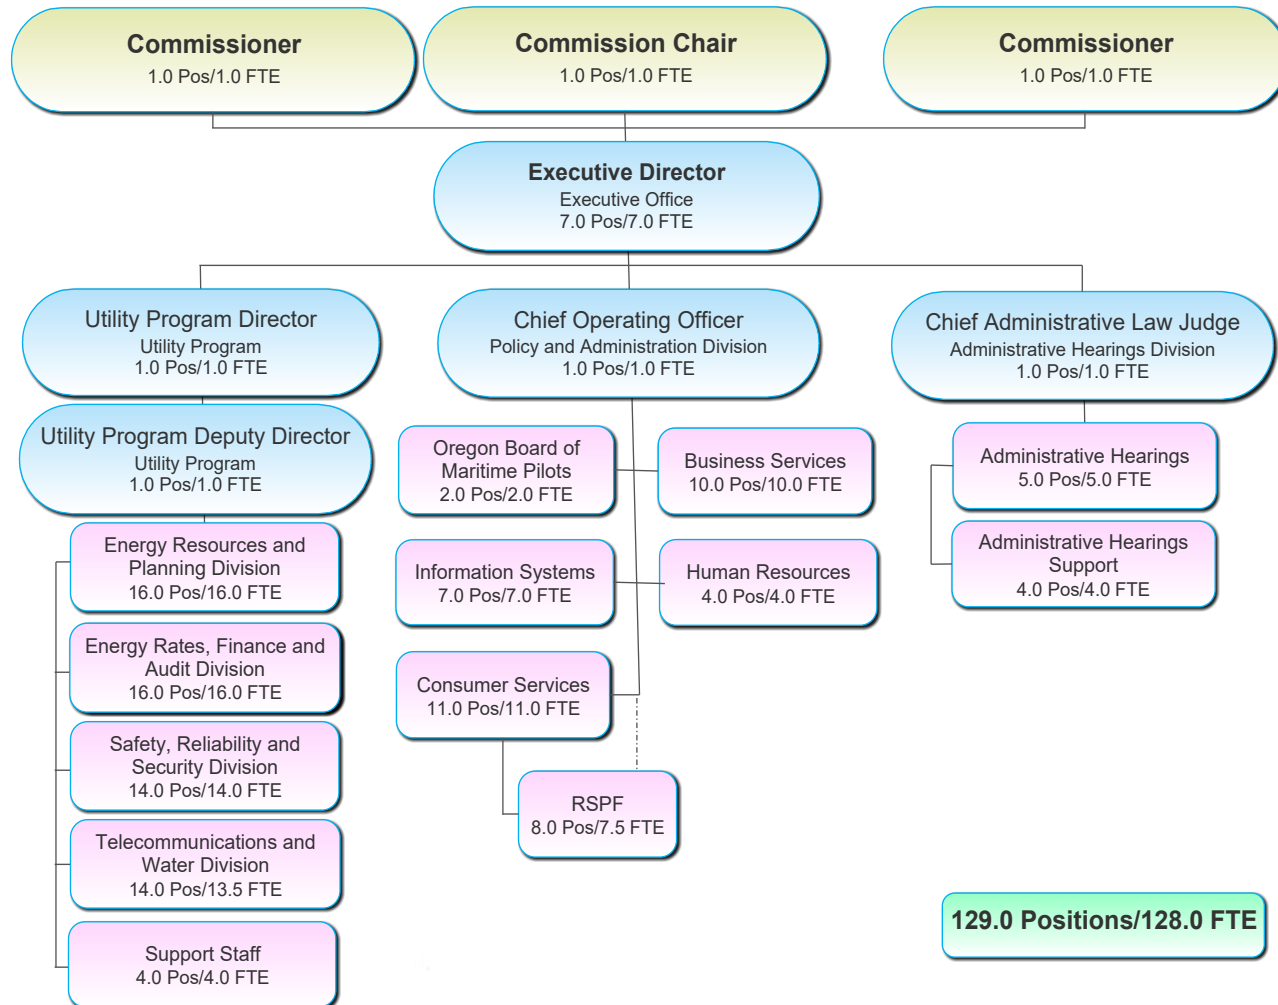 Commissioner
1.0 Pos/1.0 FTE
Commission Chair
1.0 Pos/1.0 FTE
Commissioner
1.0 Pos/1.0 FTE
Executive Director
Executive Office
7.0 Pos/7.0 FTE
Utility Program Director
Utility Program
1.0 Pos/1.0 FTE
Utility Program Deputy Director
Utility Program
1.0 Pos/1.0 FTE
Energy Resources and
Planning Division
16.0 Pos/16.0 FTE
Energy Rates, Finance and
Audit Division
16.0 Pos/16.0 FTE
Safety, Reliability and
Security Division
14.0 Pos/14.0 FTE
Telecommunications and
Water Division
14.0 Pos/13.5 FTE
Support Staff
4.0 Pos/4.0 FTE
Chief Operating Officer
Policy and Administration Division
1.0 Pos/1.0 FTE
Oregon Board of
Maritime Pilots
2.0 Pos/2.0 FTE
Business Services
10.0 Pos/10.0 FTE
Information Systems
7.0 Pos/7.0 FTE
Human Resources
4.0 Pos/4.0 FTE
Consumer Services
11.0 Pos/11.0 FTE
RSPF
8.0 Pos/7.5 FTE
Chief Administrative Law Judge
Administrative Hearings Division
1.0 Pos/1.0 FTE
Administrative Hearings
5.0 Pos/5.0 FTE
Administrative Hearings
Support
4.0 Pos/4.0 FTE
129.0 Positions/128.0 FTE